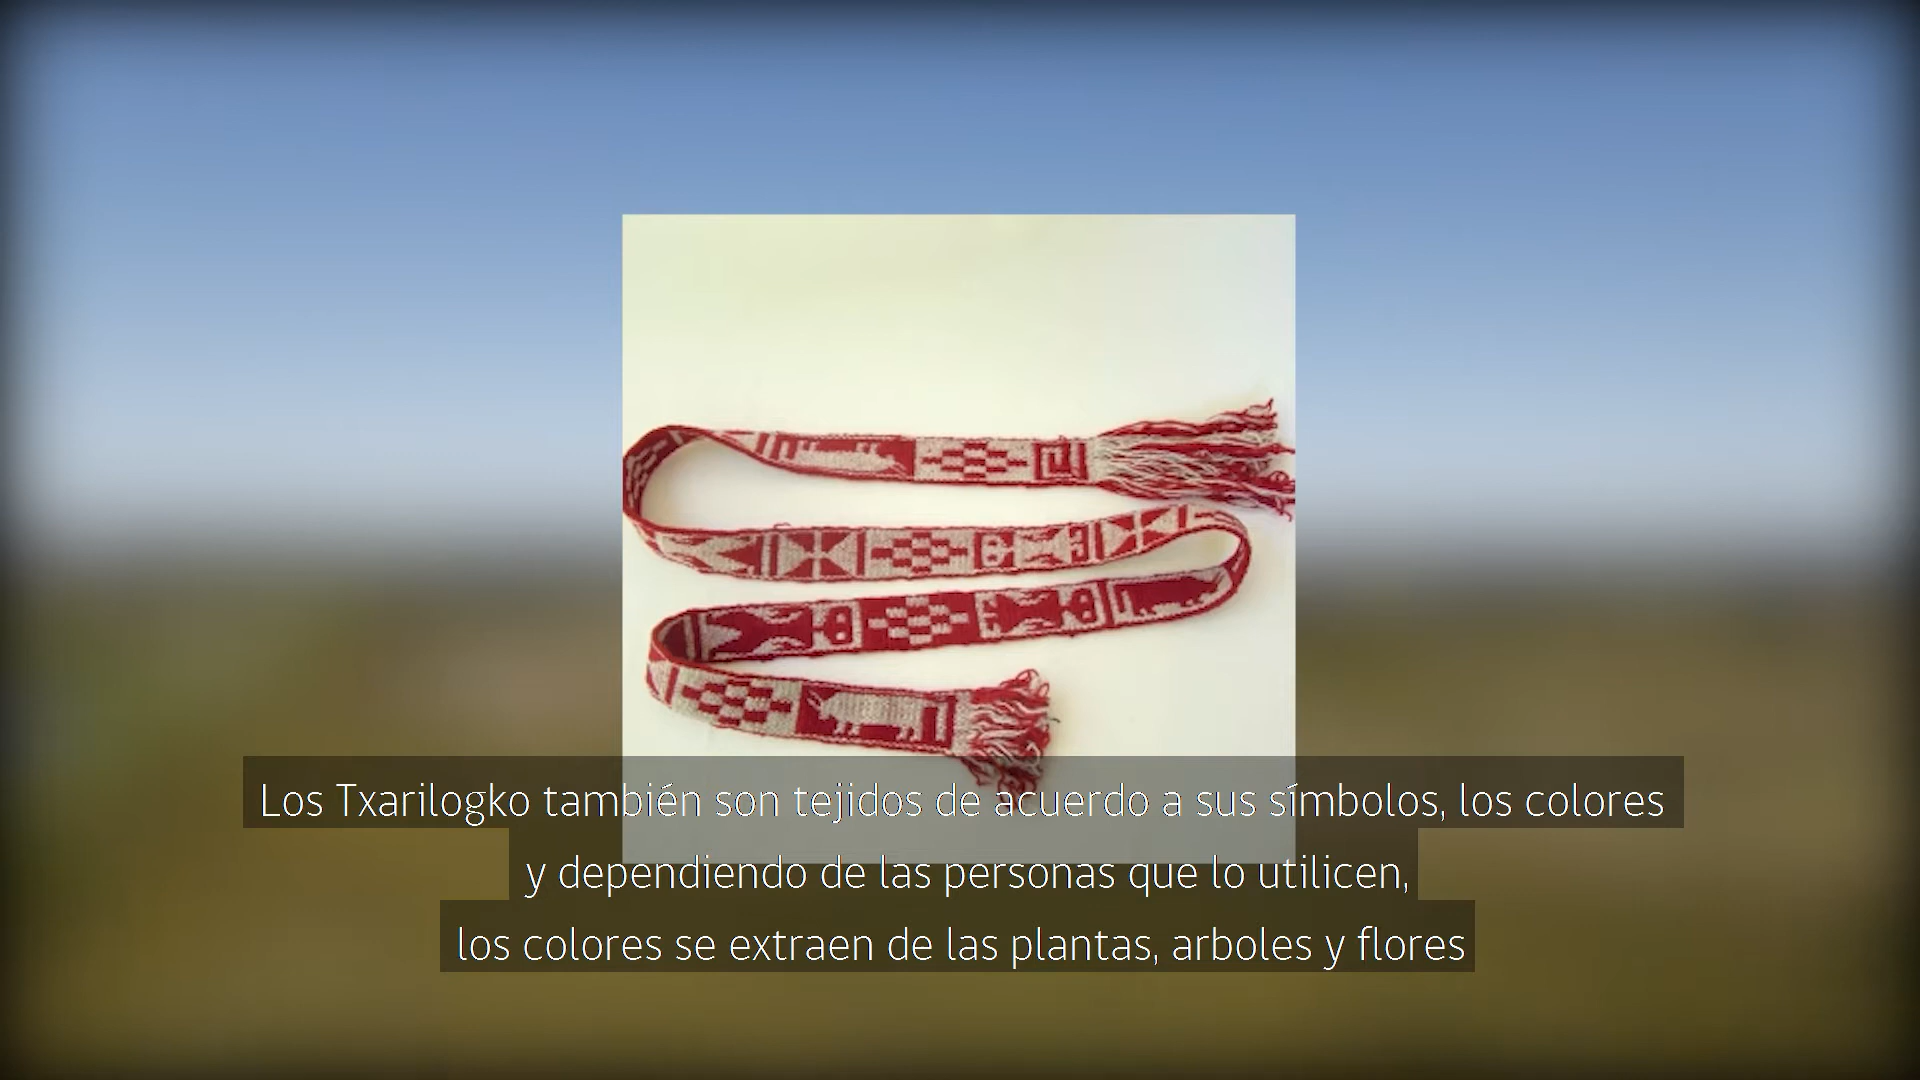 Los Txarilogko también son tejidos de acuerdo a sus símbolos, los colores
y dependiendo de las personas que lo utilicen,
los colores se extraen de las plantas, arboles y flores